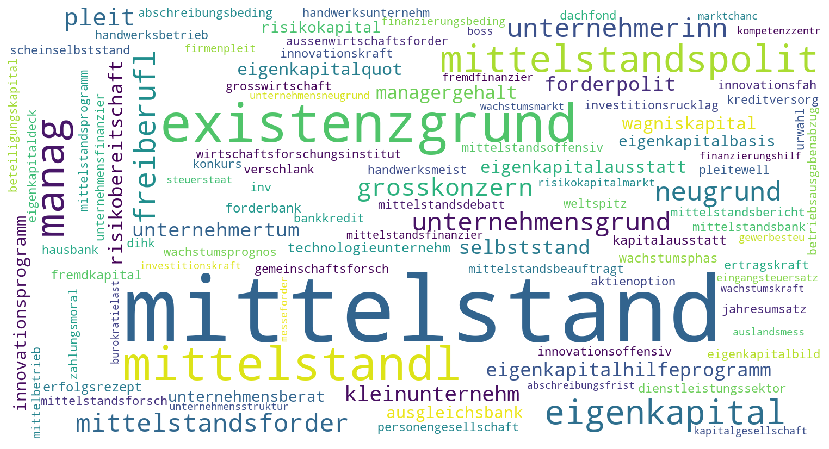 pleit
abschreibungsbeding
handwerksunternehm
handwerksbetrieb
scheinselbststand
firmenpleit
risikokapital
finanzierungsbeding
boss
aussenwirtschaftsforder
innovationskraft
eigenkapitalquot
fremdfinanzier
grosswirtschaft
unternehmensneugrund
managergehalt
unternehmerinn
dachfond
marktchanc
kompetenzzentr
mittelstandspolit
forderpolit
innovationsfah
kreditversorg
wachstumsmarkt
investitionsrucklag
wagniskapital
eigenkapitalbasis
urwahl
betriebsausgabenabzug
beteiligungskapital
eigenkapitaldeck
manag
mittelstandsprogramm
unternehmensfinanzier
risikobereitschaft
freiberufl
existenzgrund
mittelstandsoffensiv
finanzierungshilf
wirtschaftsforschungsinstitut
konkurs
verschlank
handwerksmeist
eigenkapitalausstatt
pleitewell
steuerstaat
inv
grosskonzern
risikokapitalmarkt
neugrund
weltspitz
forderbank
mittelstandsdebatt
bankkredit
unternehmensgrund
mittelstandsbericht
mittelstandsbank
unternehmertum
mittelstandsfinanzier
gewerbesteu
dihk
hausbank
technologieunternehm
selbststand
kapitalausstatt
wachstumsprognos
wachstumsphas
ertragskraft
fremdkapital
investitionskraft
gemeinschaftsforsch
mittelstandsbeauftragt
eingangsteuersatz
aktienoption
wachstumskraft
innovationsprogramm
burokratielast
mittelstand
messeforder
jahresumsatz
auslandsmess
zahlungsmoral
mittelstandl
innovationsoffensiv
eigenkapitalbild
eigenkapitalhilfeprogramm
mittelbetrieb
erfolgsrezept
unternehmensberat
kleinunternehm
abschreibungsfrist
dienstleistungssektor
mittelstandsforsch
unternehmensstruktur
mittelstandsforder
ausgleichsbank
personengesellschaft
eigenkapital
kapitalgesellschaft